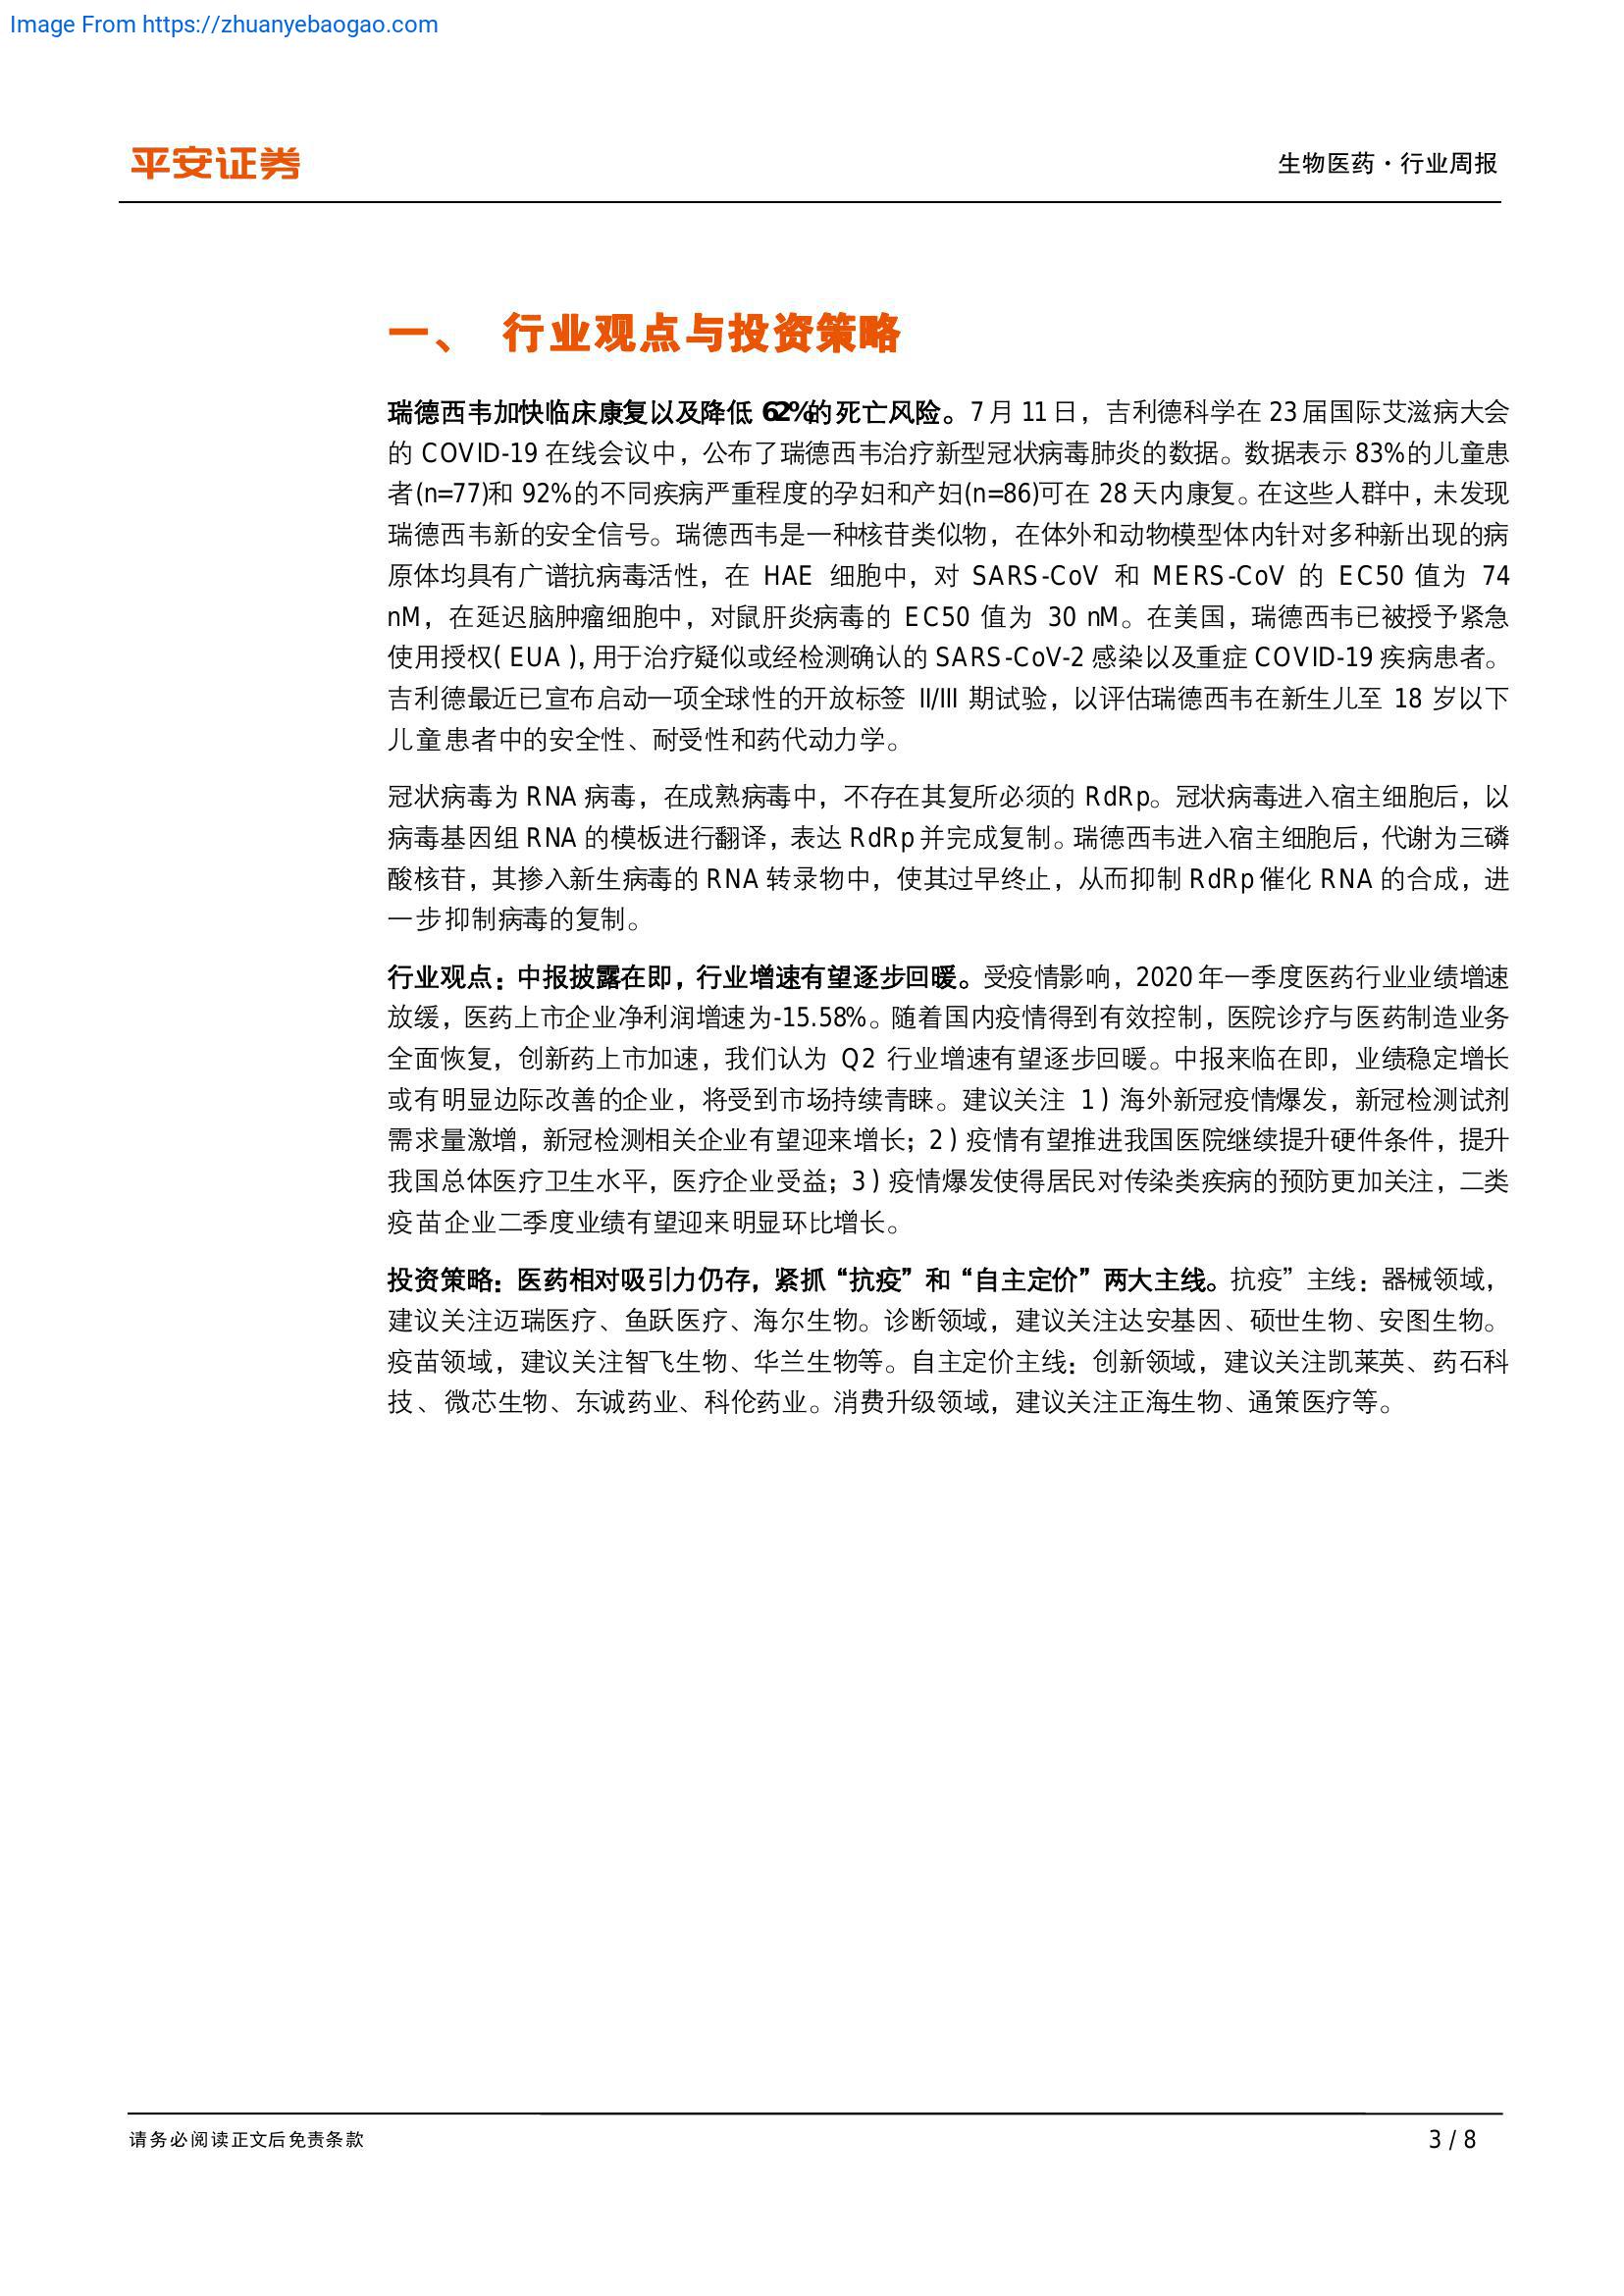 Image From https://zhuanyebaogao.com
平安证券
生物医药·行业周报
一、 行业观点与投资策略
瑞德西韦加快临床康复以及降低 62%的死亡风险。7 月 11 日，吉利德科学在 23 届国际艾滋病大会
的 COVID-19 在线会议中，公布了瑞德西韦治疗新型冠状病毒肺炎的数据。数据表示 83%的儿童患
者(n=77)和 92%的不同疾病严重程度的孕妇和产妇(n=86)可在 28 天内康复。在这些人群中，未发现
瑞德西韦新的安全信号。瑞德西韦是一种核苷类似物，在体外和动物模型体内针对多种新出现的病
原体均具有广谱抗病毒活性，在 HAE 细胞中，对 SARS-CoV 和 MERS-CoV 的 EC50 值为 74
nM，在延迟脑肿瘤细胞中，对鼠肝炎病毒的 EC50 值为 30 nM。在美国，瑞德西韦已被授予紧急
使用授权( EUA )，用于治疗疑似或经检测确认的 SARS-CoV-2 感染以及重症 COVID-19 疾病患者。
吉利德最近已宣布启动一项全球性的开放标签 II/III 期试验，以评估瑞德西韦在新生儿至 18 岁以下
儿童患者中的安全性、耐受性和药代动力学。
冠状病毒为 RNA 病毒，在成熟病毒中，不存在其复所必须的 RdRp。冠状病毒进入宿主细胞后，以
病毒基因组 RNA 的模板进行翻译，表达 RdRp 并完成复制。瑞德西韦进入宿主细胞后，代谢为三磷
酸核苷，其掺入新生病毒的 RNA 转录物中，使其过早终止，从而抑制 RdRp 催化 RNA 的合成，进
一步抑制病毒的复制。
行业观点：中报披露在即，行业增速有望逐步回暖。受疫情影响，2020 年一季度医药行业业绩增速
放缓，医药上市企业净利润增速为-15.58%。随着国内疫情得到有效控制，医院诊疗与医药制造业务
全面恢复，创新药上市加速，我们认为 Q2 行业增速有望逐步回暖。中报来临在即，业绩稳定增长
或有明显边际改善的企业，将受到市场持续青睐。建议关注 1）海外新冠疫情爆发，新冠检测试剂
需求量激增，新冠检测相关企业有望迎来增长；2）疫情有望推进我国医院继续提升硬件条件，提升
我国总体医疗卫生水平，医疗企业受益；3）疫情爆发使得居民对传染类疾病的预防更加关注，二类
疫苗企业二季度业绩有望迎来明显环比增长。
投资策略：医药相对吸引力仍存，紧抓“抗疫”和“自主定价”两大主线。抗疫”主线：器械领域，
建议关注迈瑞医疗、鱼跃医疗、海尔生物。诊断领域，建议关注达安基因、硕世生物、安图生物。
疫苗领域，建议关注智飞生物、华兰生物等。自主定价主线：创新领域，建议关注凯莱英、药石科
技、微芯生物、东诚药业、科伦药业。消费升级领域，建议关注正海生物、通策医疗等。
请务必阅读正文后免责条款
3 / 8